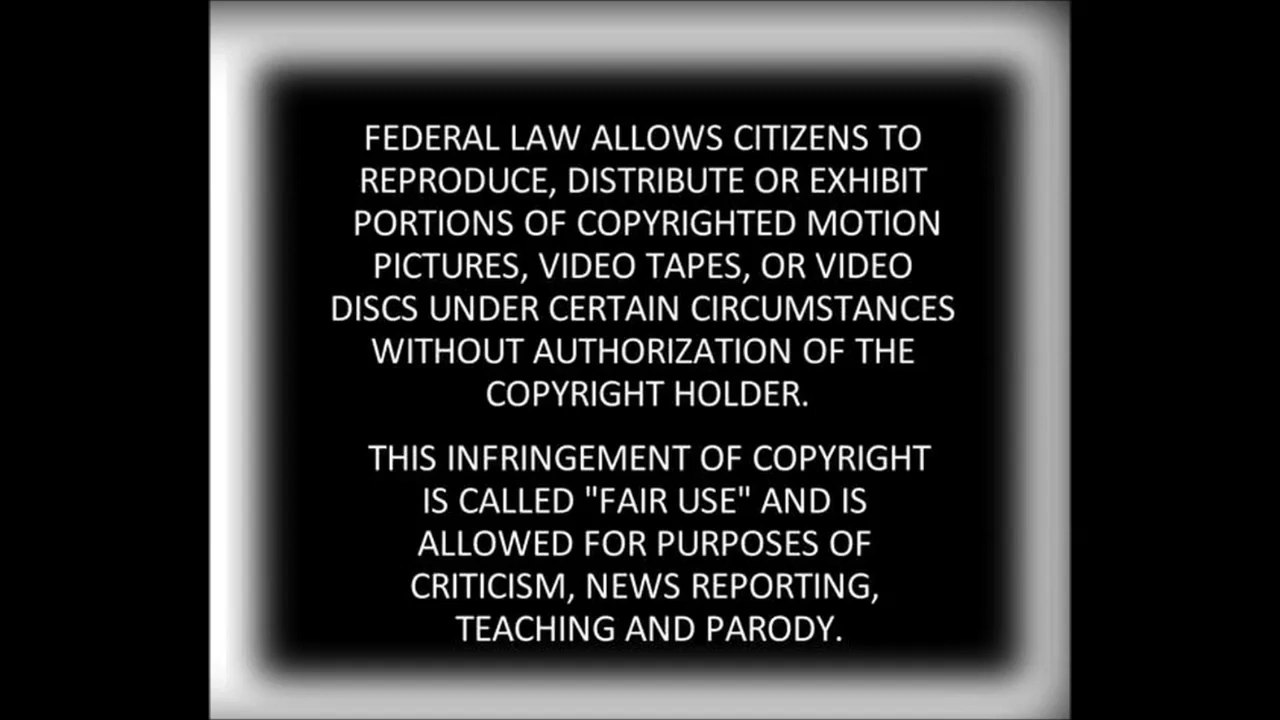 FEDERAL LAW ALLOWS CITIZENS TO
REPRODUCE, DISTRIBUTE OR EXHIBIT
PORTIONS OF COPYRIGHTED MOTION
PICTURES, VIDEO TAPES, OR VIDEO
DISCS UNDER CERTAIN CIRCUMSTANCES
WITHOUT AUTHORIZATION OF THE
COPYRIGHT HOLDER.
THIS INFRINGEMENT OF COPYRIGHT
IS CALLED "FAIR USE" AND IS
ALLOWED FOR PURPOSES OF
CRITICISM, NEWS REPORTING,
TEACHING AND PARODY.